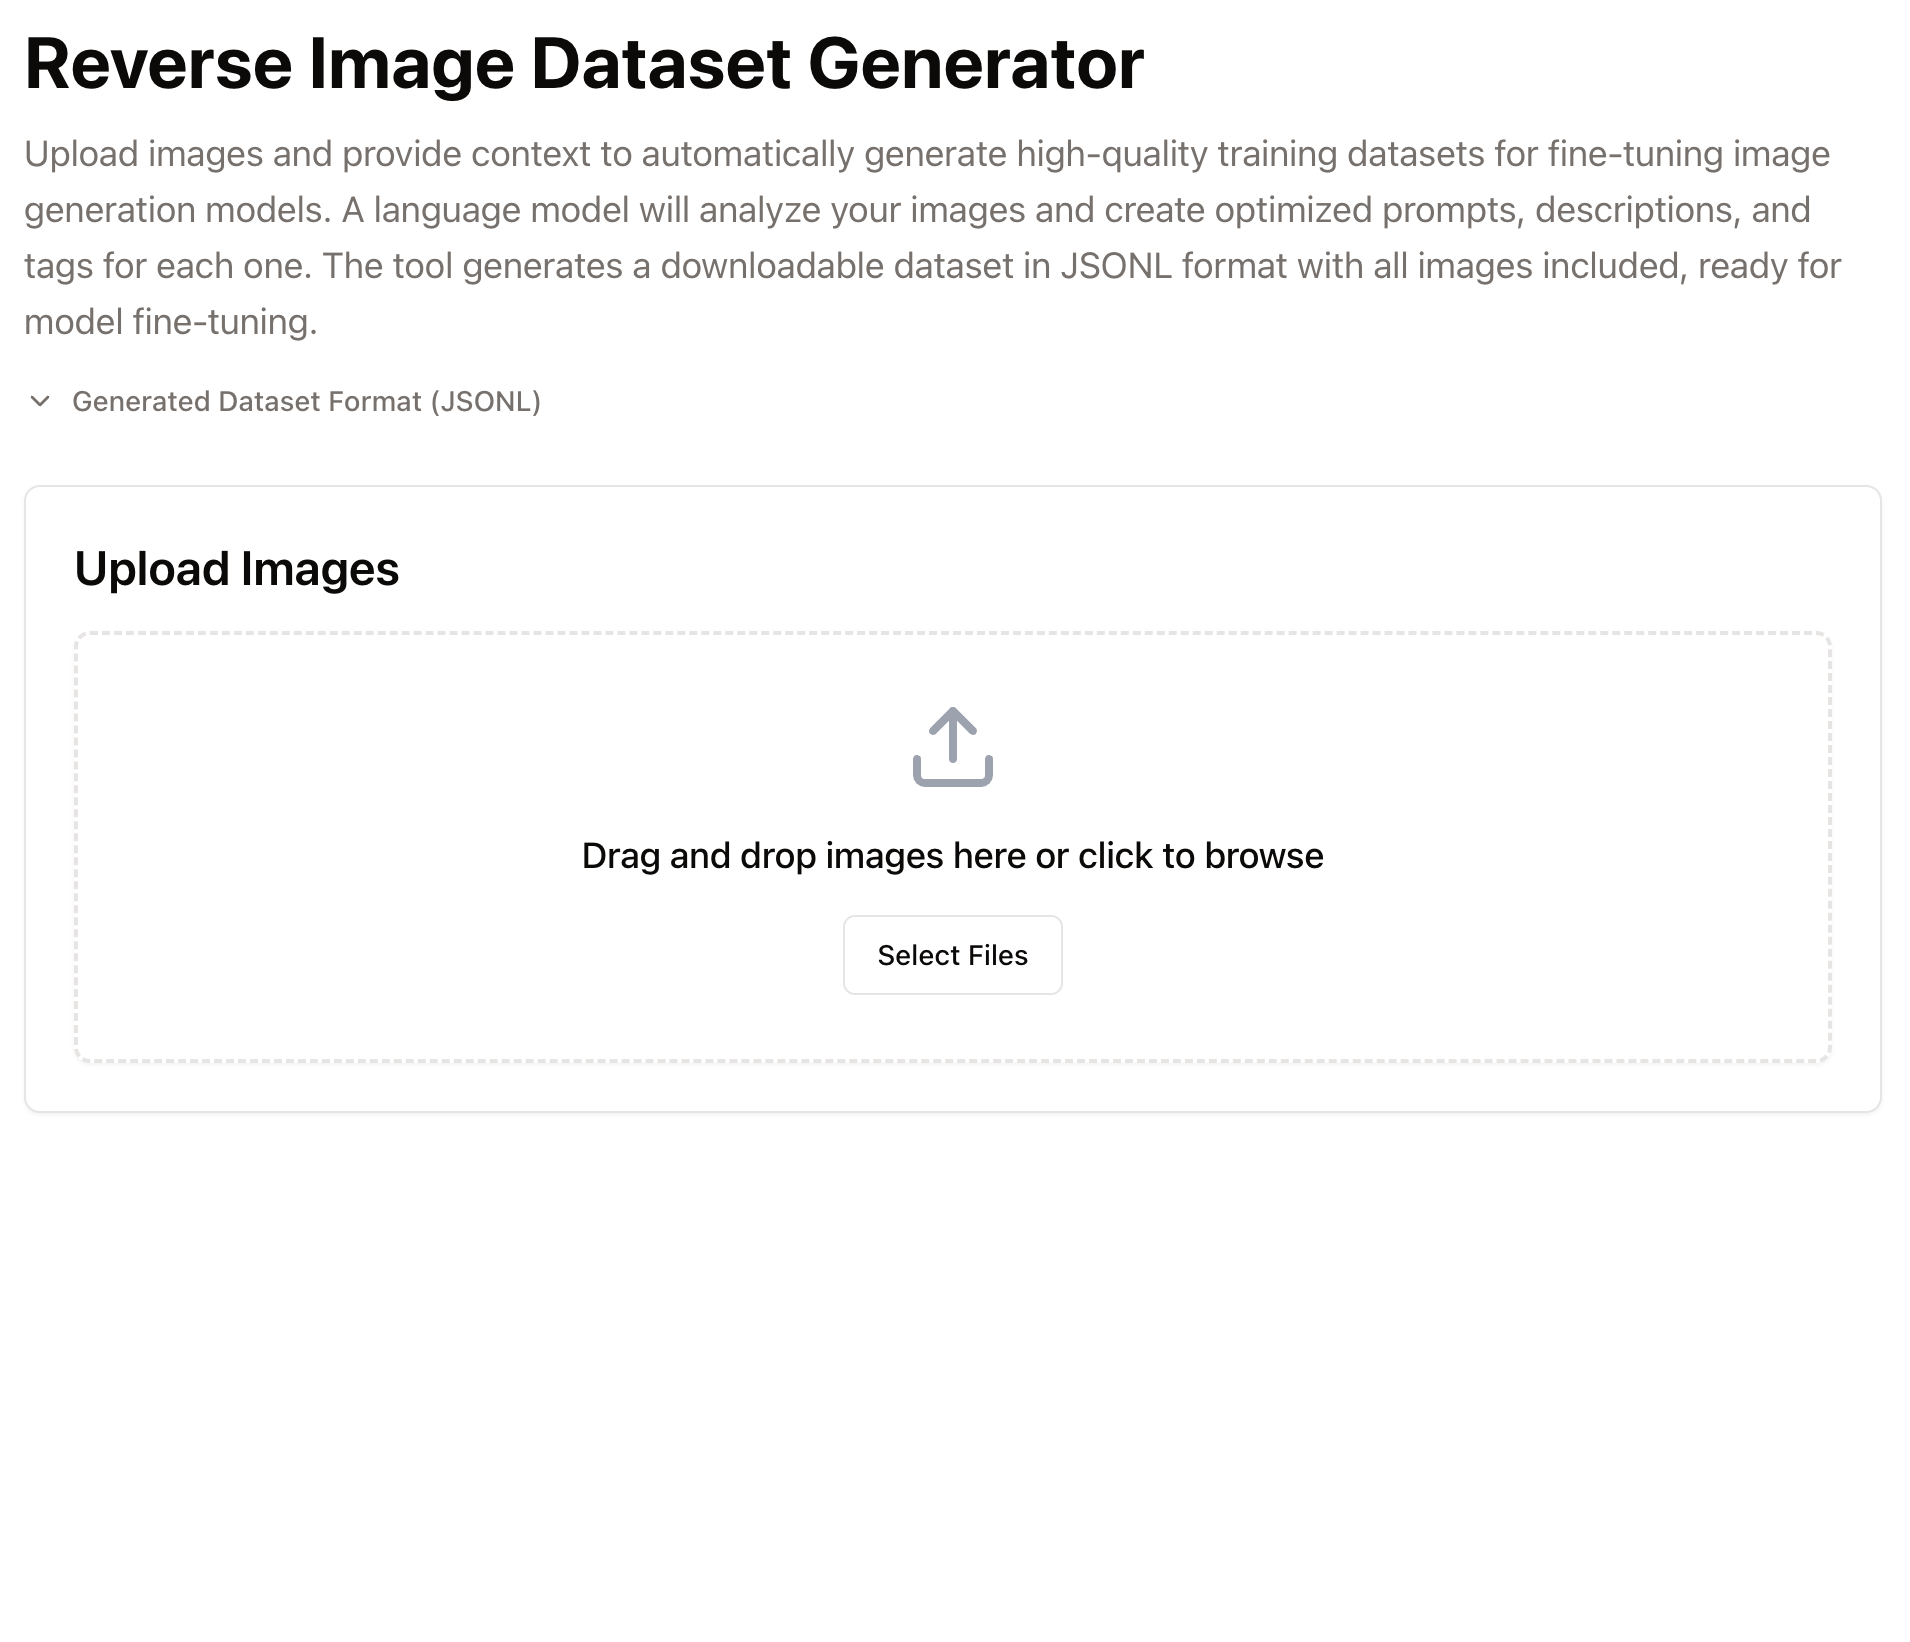 Reverse Image Dataset Generator
Upload images and provide context to automatically generate high-quality training datasets for fine-tuning image
generation models. A language model will analyze your images and create optimized prompts, descriptions, and
tags for each one. The tool generates a downloadable dataset in JSONL format with all images included, ready for
model fine-tuning.
Generated Dataset Format (JSONL)
Upload Images
Drag and drop images here or click to browse
Select Files